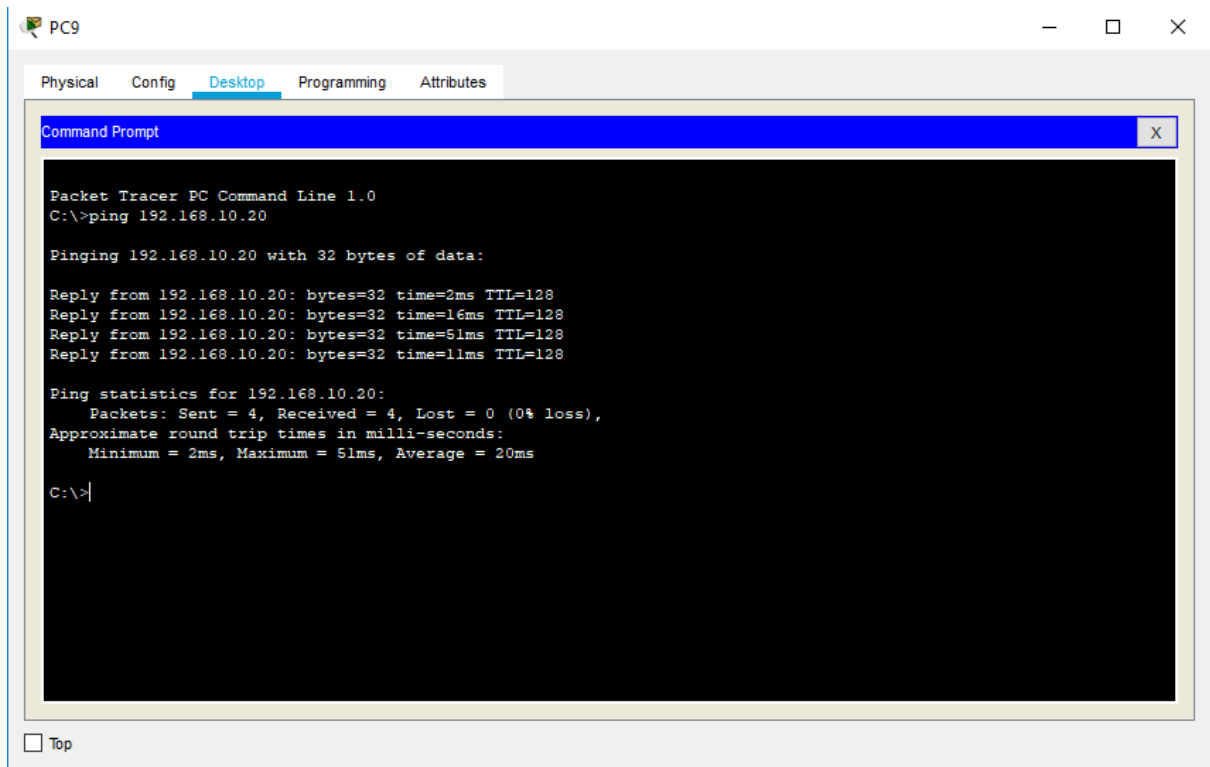 PC9
Physical Config Desktop Programming Attributes
Command Prompt X
Packet Tracer PC Command Line 1.0
C:\>ping 192.168.10.20
Pinging 192.168.10.20 with 32 bytes of data:
Reply from 192.168.10.20: bytes=32 time=2ms TTL=128
Reply from 192.168.10.20: bytes=32 time=16ms TTL=128
Reply from 192.168.10.20: bytes=32 time=51ms TTL=128
Reply from 192.168.10.20: bytes=32 time=11ms TTL=128
Ping statistics for 192.168.10.20:
Packets: Sent = 4, Received = 4, Lost = 0 (0% loss),
Approximate round trip times in milli-seconds:
Minimum = 2ms, Maximum = 51ms, Average = 20ms
C:\>
Top